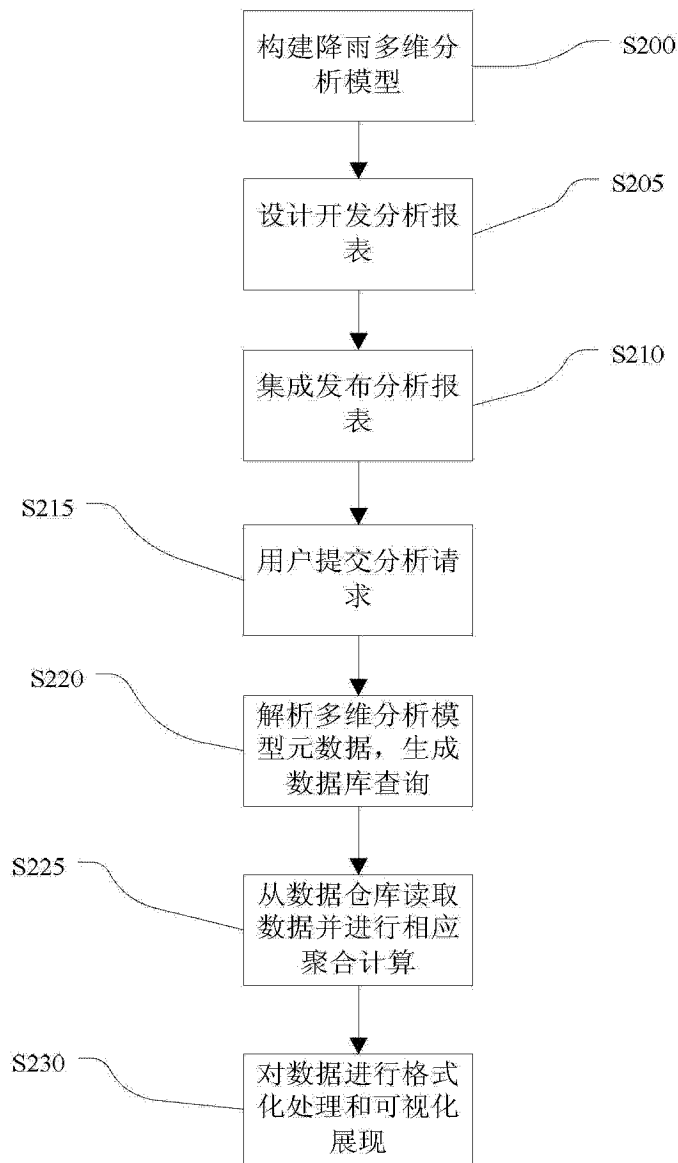 构建降雨多维分
析模型
S200
设计开发分析报
表
S205
集成发布分析报
表
S210
S215
用户提交分析请
求
S220
解析多维分析模
型元数据，生成
数据库查询
S225
从数据仓库读取
数据并进行相应
聚合计算
S230
对数据进行格式
化处理和可视化
展现